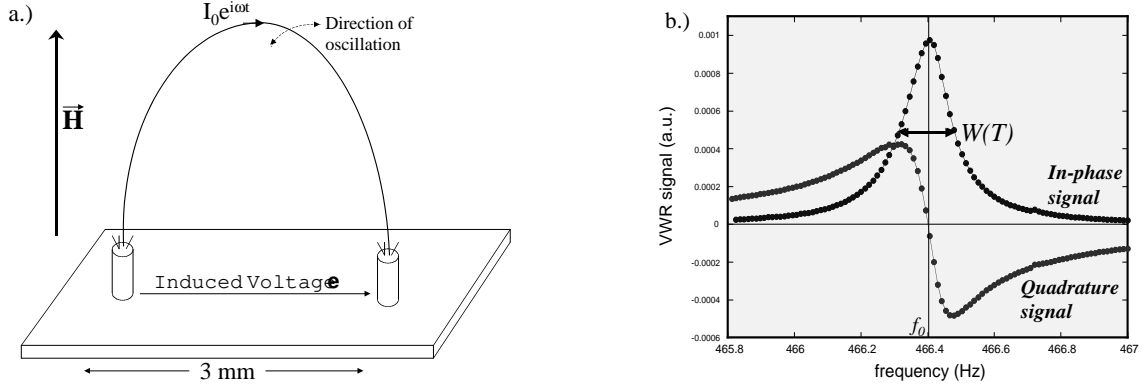 a.)
I₀e^{iωt}
Direction of
oscillation
H
Induced Voltage e
3 mm
b.)
VWR signal (a.u.)
0.001
0.0008
0.0006
0.0004
0.0002
0
-0.0002
-0.0004
-0.0006
W(T)
In-phase
signal
Quadrature
signal
f₀
465.8 466 466.2 466.4 466.6 466.8 467
frequency (Hz)